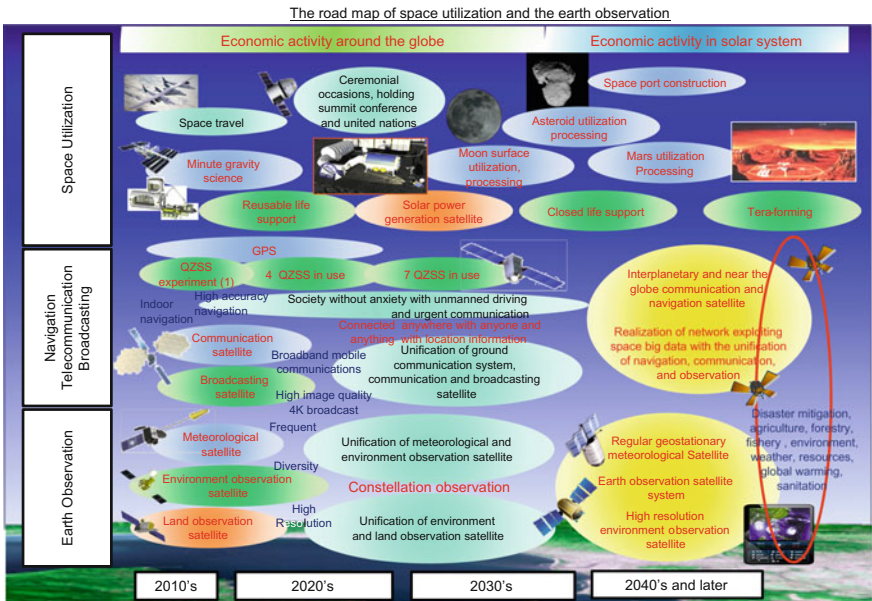 The road map of space utilization and the earth observation
Economic activity around the globe
Economic activity in solar system
Space Utilization
Ceremonial
occasions, holding
summit conference
and united nations
Space port construction
Space travel
Asteroid utilization
processing
Minute gravity
science
Moon surface
utilization,
processing
Mars utilization
Processing
Reusable life
support
Solar power
generation satellite
Closed life support
Tera-forming
Navigation
Telecommunication
Broadcasting
GPS
QZSS
experiment (1)
4 QZSS in use
7 QZSS in use
Interplanetary and near the
globe communication and
navigation satellite
Indoor
navigation
High accuracy
navigation
Society without anxiety with unmanned driving
and urgent communication
Connected anywhere with anyone and
anything with location information
Realization of network exploiting
space big data with the unification
of navigation, communication,
and observation
Communication
satellite
Broadband mobile
communications
Unification of ground
communication system,
communication and broadcasting
satellite
Broadcasting
satellite
High image quality
4K broadcast
Earth Observation
Meteorological
satellite
Frequent
Unification of meteorological and
environment observation satellite
Regular geostationary
meteorological Satellite
Disaster mitigation,
agriculture, forestry,
fishery , environment,
weather, resources,
global warming,
sanitation
Diversity
Environment observation
satellite
Constellation observation
Earth observation satellite
system
Land observation
satellite
High
Resolution
Unification of environment
and land observation satellite
High resolution
environment observation
satellite
2010's
2020's
2030's
2040's and later